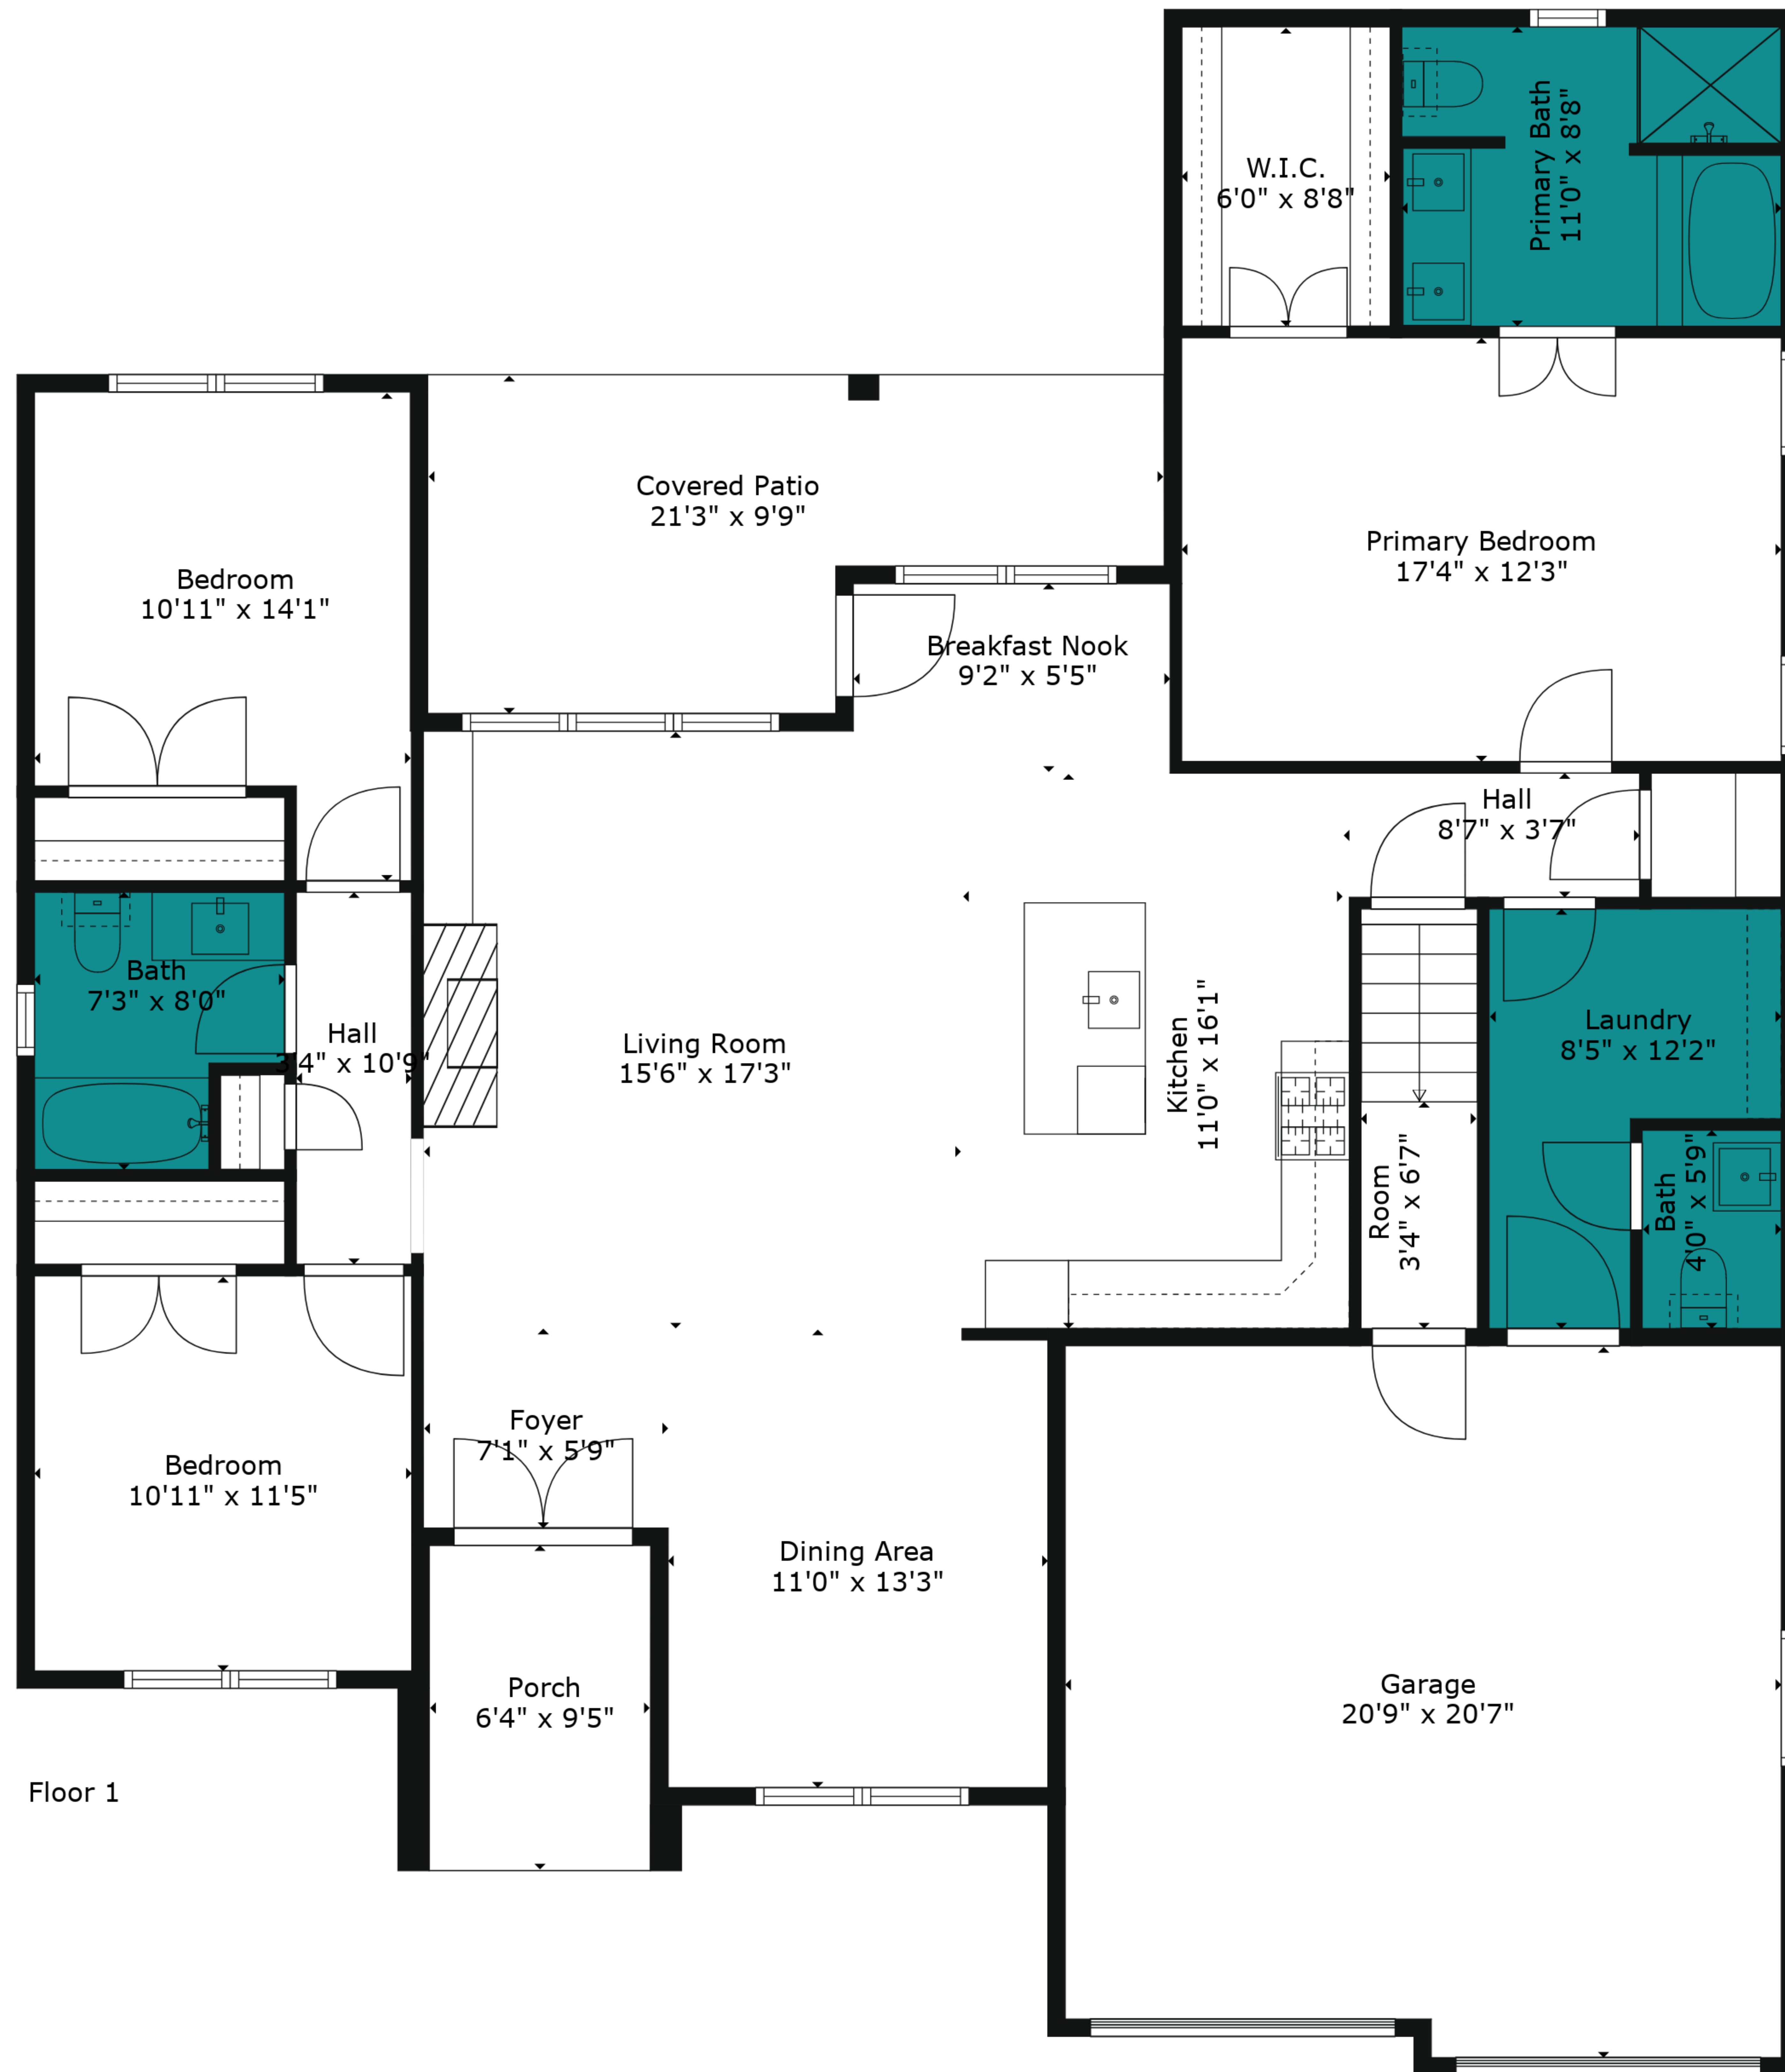 W.I.C.
6'0" x 8'8"
Primary Bath
11'0" x 8'8"
Covered Patio
21'3" x 9'9"
Primary Bedroom
17'4" x 12'3"
Bedroom
10'11" x 14'1"
Breakfast Nook
9'2" x 5'5"
Hall
8'7" x 3'7"
Bath
7'3" x 8'0"
Hall
3'4" x 10'9"
Living Room
15'6" x 17'3"
Kitchen
11'0" x 16'1"
Laundry
8'5" x 12'2"
Room
3'4" x 6'7"
Bath
4'0" x 5'9"
Foyer
7'1" x 5'9"
Bedroom
10'11" x 11'5"
Dining Area
11'0" x 13'3"
Porch
6'4" x 9'5"
Garage
20'9" x 20'7"
Floor 1